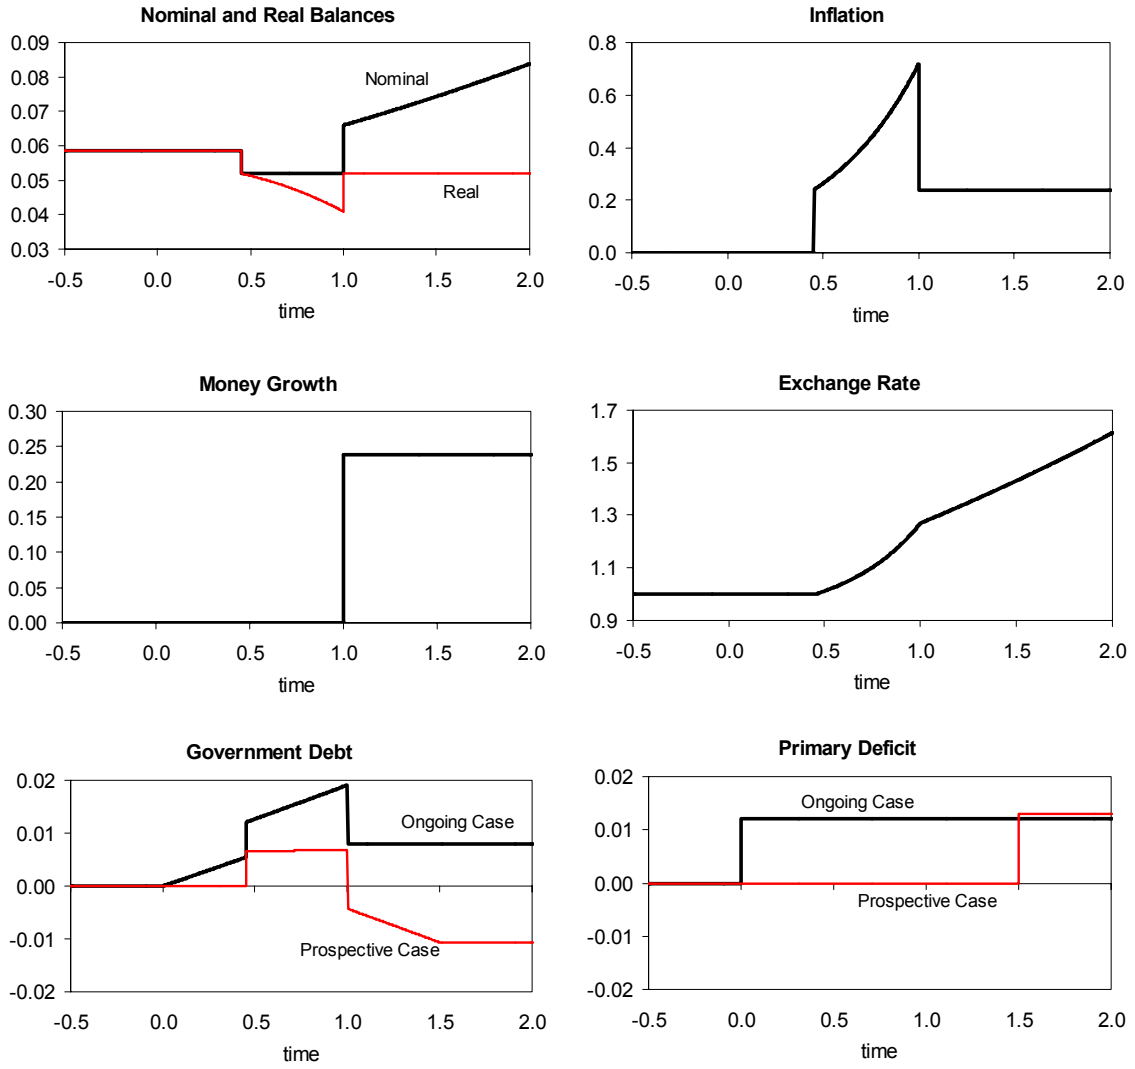 Nominal and Real Balances
0.09
0.08
0.07
0.06
0.05
0.04
0.03
Nominal
Real
-0.5 0.0 0.5 1.0 1.5 2.0
time
Inflation
0.8
0.6
0.4
0.2
0.0
-0.5 0.0 0.5 1.0 1.5 2.0
time
Money Growth
0.30
0.25
0.20
0.15
0.10
0.05
0.00
-0.5 0.0 0.5 1.0 1.5 2.0
time
Exchange Rate
1.7
1.5
1.3
1.1
0.9
-0.5 0.0 0.5 1.0 1.5 2.0
time
Government Debt
0.02
0.01
0.00
-0.01
-0.02
Ongoing Case
Prospective Case
-0.5 0.0 0.5 1.0 1.5 2.0
time
Primary Deficit
0.02
0.01
0.00
-0.01
-0.02
Ongoing Case
Prospective Case
-0.5 0.0 0.5 1.0 1.5 2.0
time